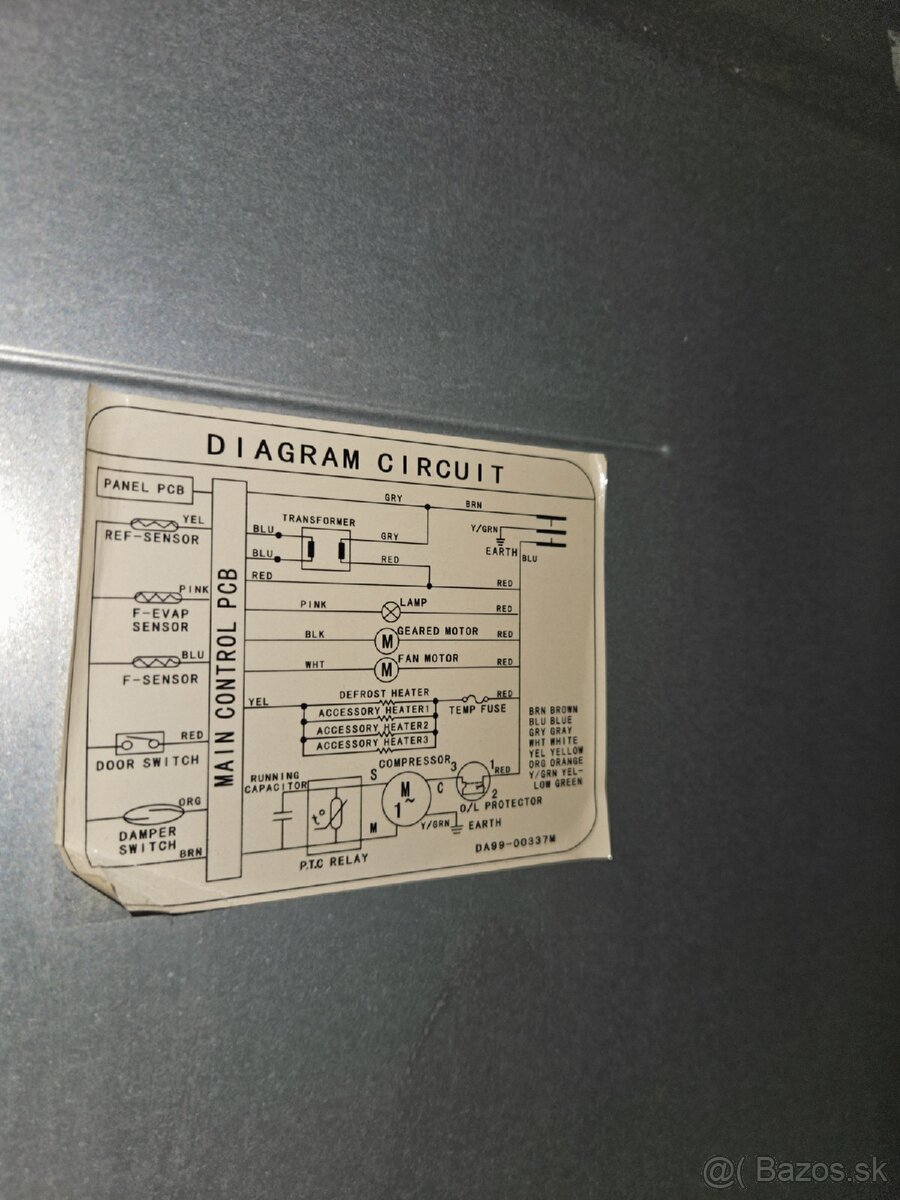 DIAGRAM CIRCUIT
PANEL PCB
GRY
BRN
YEL
REF-SENSOR
BLU
TRANSFORMER
GRY
Y/GRN
EARTH
BLU
BLU
RED
RED
RED
PINK
F-EVAP
SENSOR
PINK
LAMP
RED
BLK
M
GEARED MOTOR
RED
BLU
F-SENSOR
WHT
M
FAN MOTOR
RED
MAIN CONTROL PCB
YEL
DEFROST HEATER
ACCESSORY HEATER1
ACCESSORY HEATER2
ACCESSORY HEATER3
TEMP FUSE
RED
BRN BROWN
BLU BLUE
GRY GRAY
WHT WHITE
YEL YELLOW
ORG ORANGE
Y/GRN YEL-
LOW GREEN
RED
DOOR SWITCH
RUNNING
CAPACITOR
S
COMPRESSOR
3
1
RED
M
1~
C
2
O/L PROTECTOR
t°
ORG
DAMPER
SWITCH
BRN
M
Y/GRN
EARTH
P.T.C RELAY
DA99-00337M
@( Bazos.sk